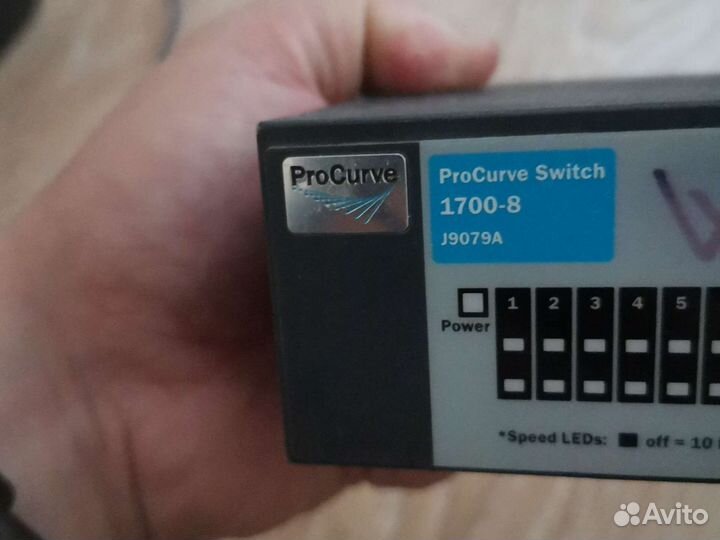 ProCurve
ProCurve Switch
1700-8
J9079A
Power
1 2 3 4 5
*Speed LEDs: off = 10
Avito